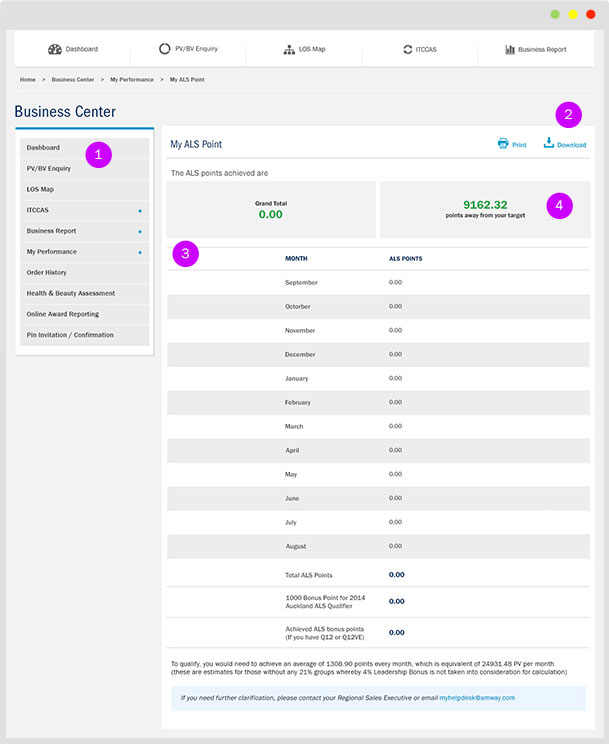 Dashboard
PV/BV Enquiry
LOS Map
ITCCAS
Business Report
Home > Business Center > My Performance > My ALS Point
Business Center
2
1
Dashboard
PV/BV Enquiry
LOS Map
ITCCAS +
Business Report +
My Performance +
Order History
Health & Beauty Assessment
Online Award Reporting
Pin Invitation / Confirmation
My ALS Point
Print
Download
The ALS points achieved are
Grand Total
0.00
9162.32
points away from your target
4
3
MONTH ALS POINTS
September 0.00
Octorber 0.00
November 0.00
December 0.00
January 0.00
February 0.00
March 0.00
April 0.00
May 0.00
June 0.00
July 0.00
August 0.00
Total ALS Points 0.00
1000 Bonus Point for 2014
Auckland ALS Qualifier 0.00
Achieved ALS bonus points
(If you have Q12 or Q12VE) 0.00
To qualify, you would need to achieve an average of 1308.90 points every month, which is equivalent of 24931.48 PV per month
(these are estimates for those without any 21% groups whereby 4% Leadership Bonus is not taken into consideration for calculation)
If you need further clarification, please contact your Regional Sales Executive or email myhelpdesk@amway.com